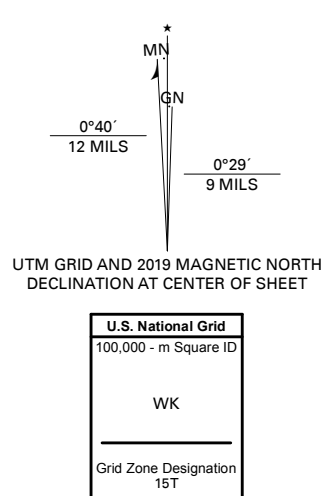 MN
GN
0°40´
12 MILS
0°29´
9 MILS
UTM GRID AND 2019 MAGNETIC NORTH
DECLINATION AT CENTER OF SHEET
U.S. National Grid
100,000 - m Square ID
WK
Grid Zone Designation
15T